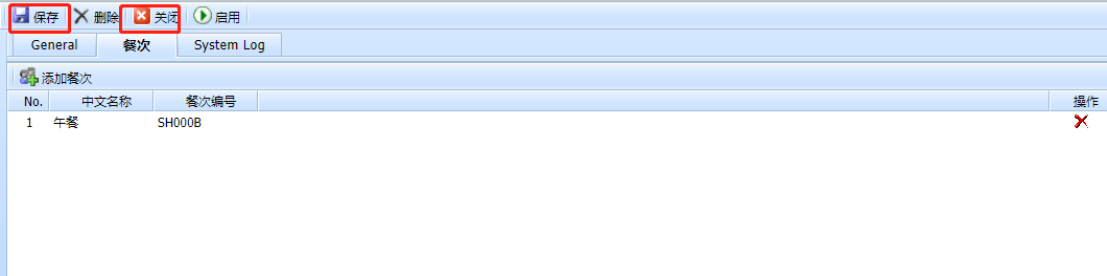 保存 删除 关闭 启用
General 餐次 System Log
添加餐次
No. 中文名称 餐次编号 操作
1 午餐 SH000B